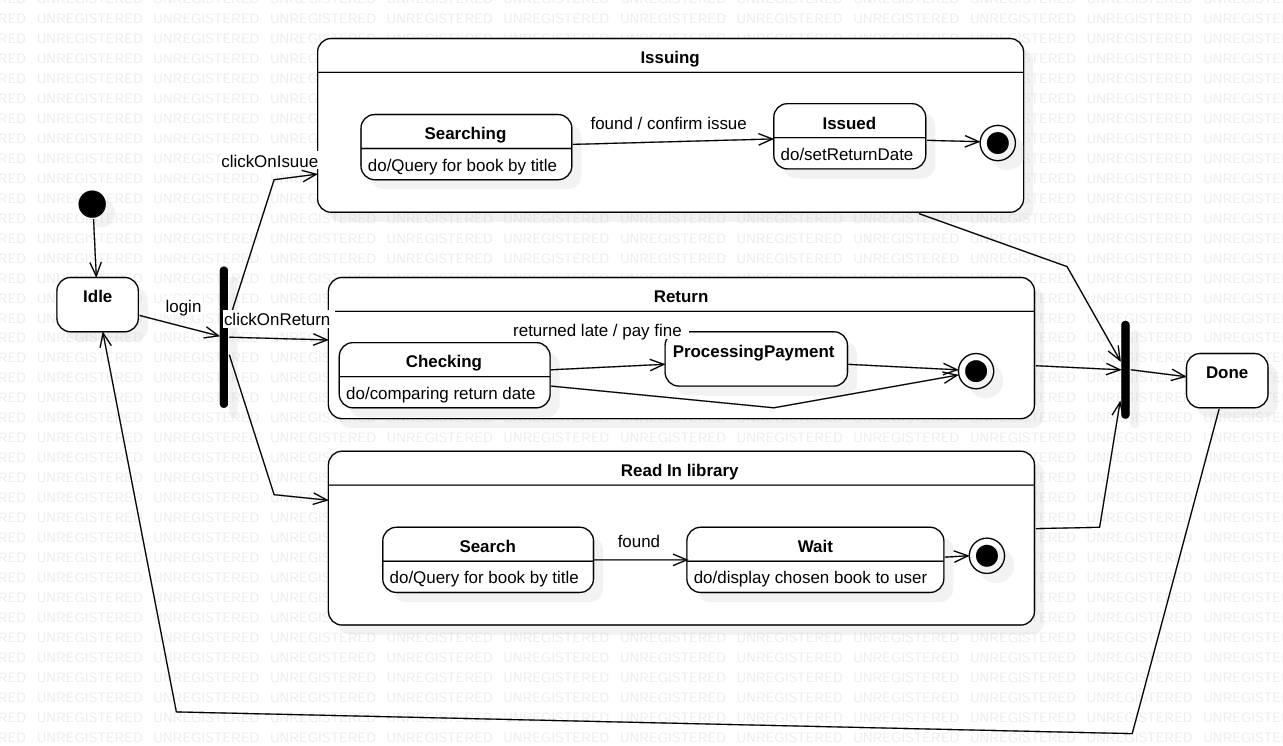 Issuing
Searching
do/Query for book by title
found / confirm issue
Issued
do/setReturnDate
clickOnIsuue
Idle
login
clickOnReturn
Return
returned late / pay fine
Checking
do/comparing return date
ProcessingPayment
Done
Read In library
Search
do/Query for book by title
found
Wait
do/display chosen book to user
UNREGISTERED